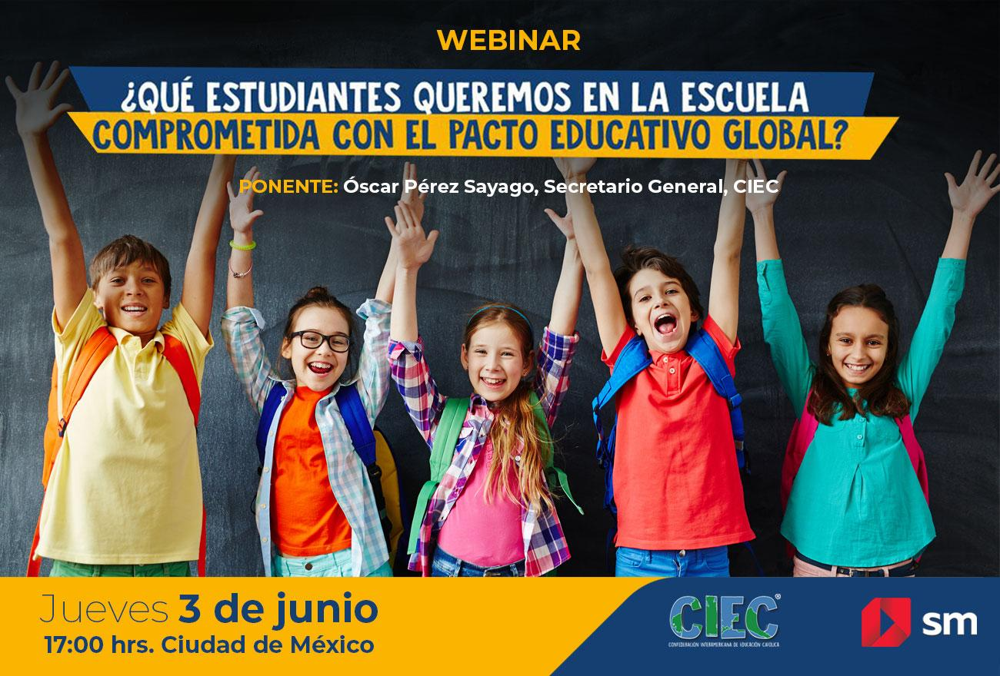 WEBINAR
¿QUÉ ESTUDIANTES QUEREMOS EN LA ESCUELA
COMPROMETIDA CON EL PACTO EDUCATIVO GLOBAL?
PONENTE: Óscar Pérez Sayago, Secretario General, CIEC
Jueves 3 de junio
17:00 hrs. Ciudad de México
CIEC®
CONFEDERACIÓN INTERAMERICANA DE EDUCACIÓN CATÓLICA
sm